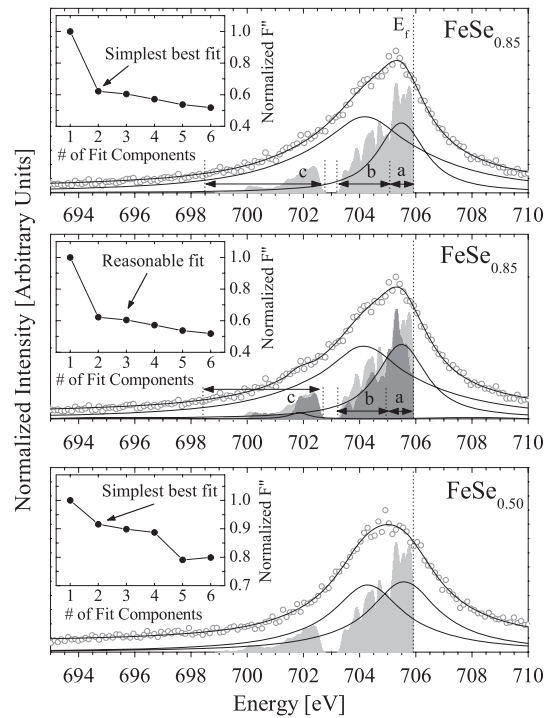 Normalized Intensity [Arbitrary Units]
1.0
0.8
0.6
0.4
Normalized F"
Simplest best fit
1 2 3 4 5 6
# of Fit Components
E_f
FeSe_0.85
c
b
a
694 696 698 700 702 704 706 708 710
1.0
0.8
0.6
0.4
Normalized F"
Reasonable fit
1 2 3 4 5 6
# of Fit Components
FeSe_0.85
c
b
a
694 696 698 700 702 704 706 708 710
1.0
0.9
0.8
0.7
Normalized F"
Simplest best fit
1 2 3 4 5 6
# of Fit Components
FeSe_0.50
694 696 698 700 702 704 706 708 710
Energy [eV]